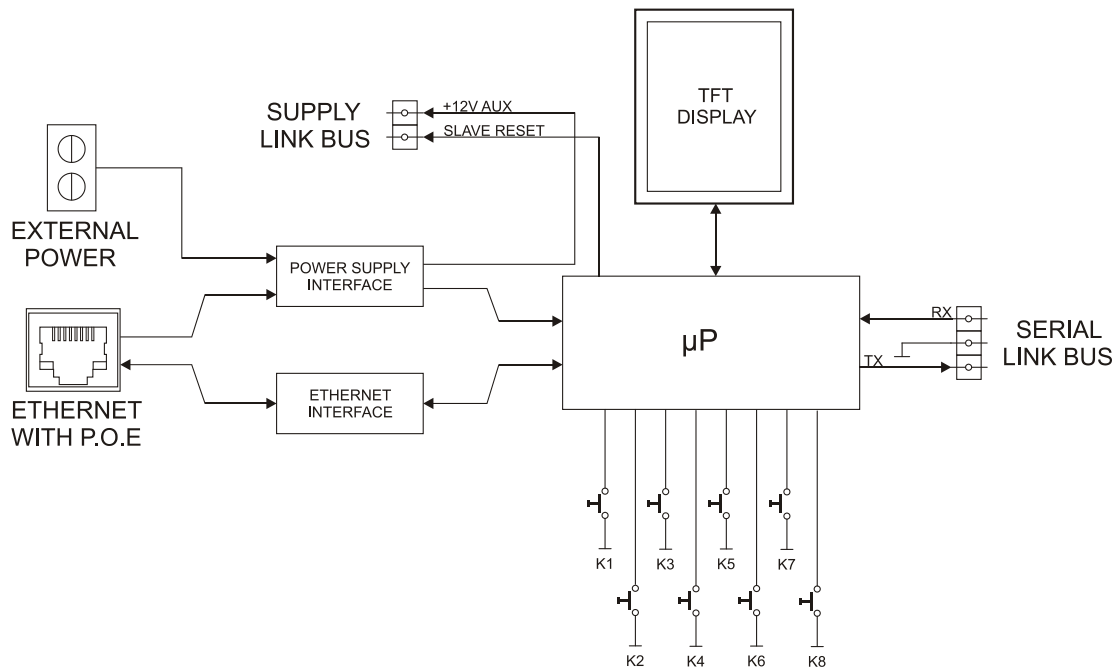 TFT
DISPLAY
SUPPLY
LINK BUS
+12V AUX
SLAVE RESET
EXTERNAL
POWER
POWER SUPPLY
INTERFACE
ETHERNET
WITH P.O.E
ETHERNET
INTERFACE
µP
RX
TX
SERIAL
LINK BUS
K1
K3
K5
K7
K2
K4
K6
K8